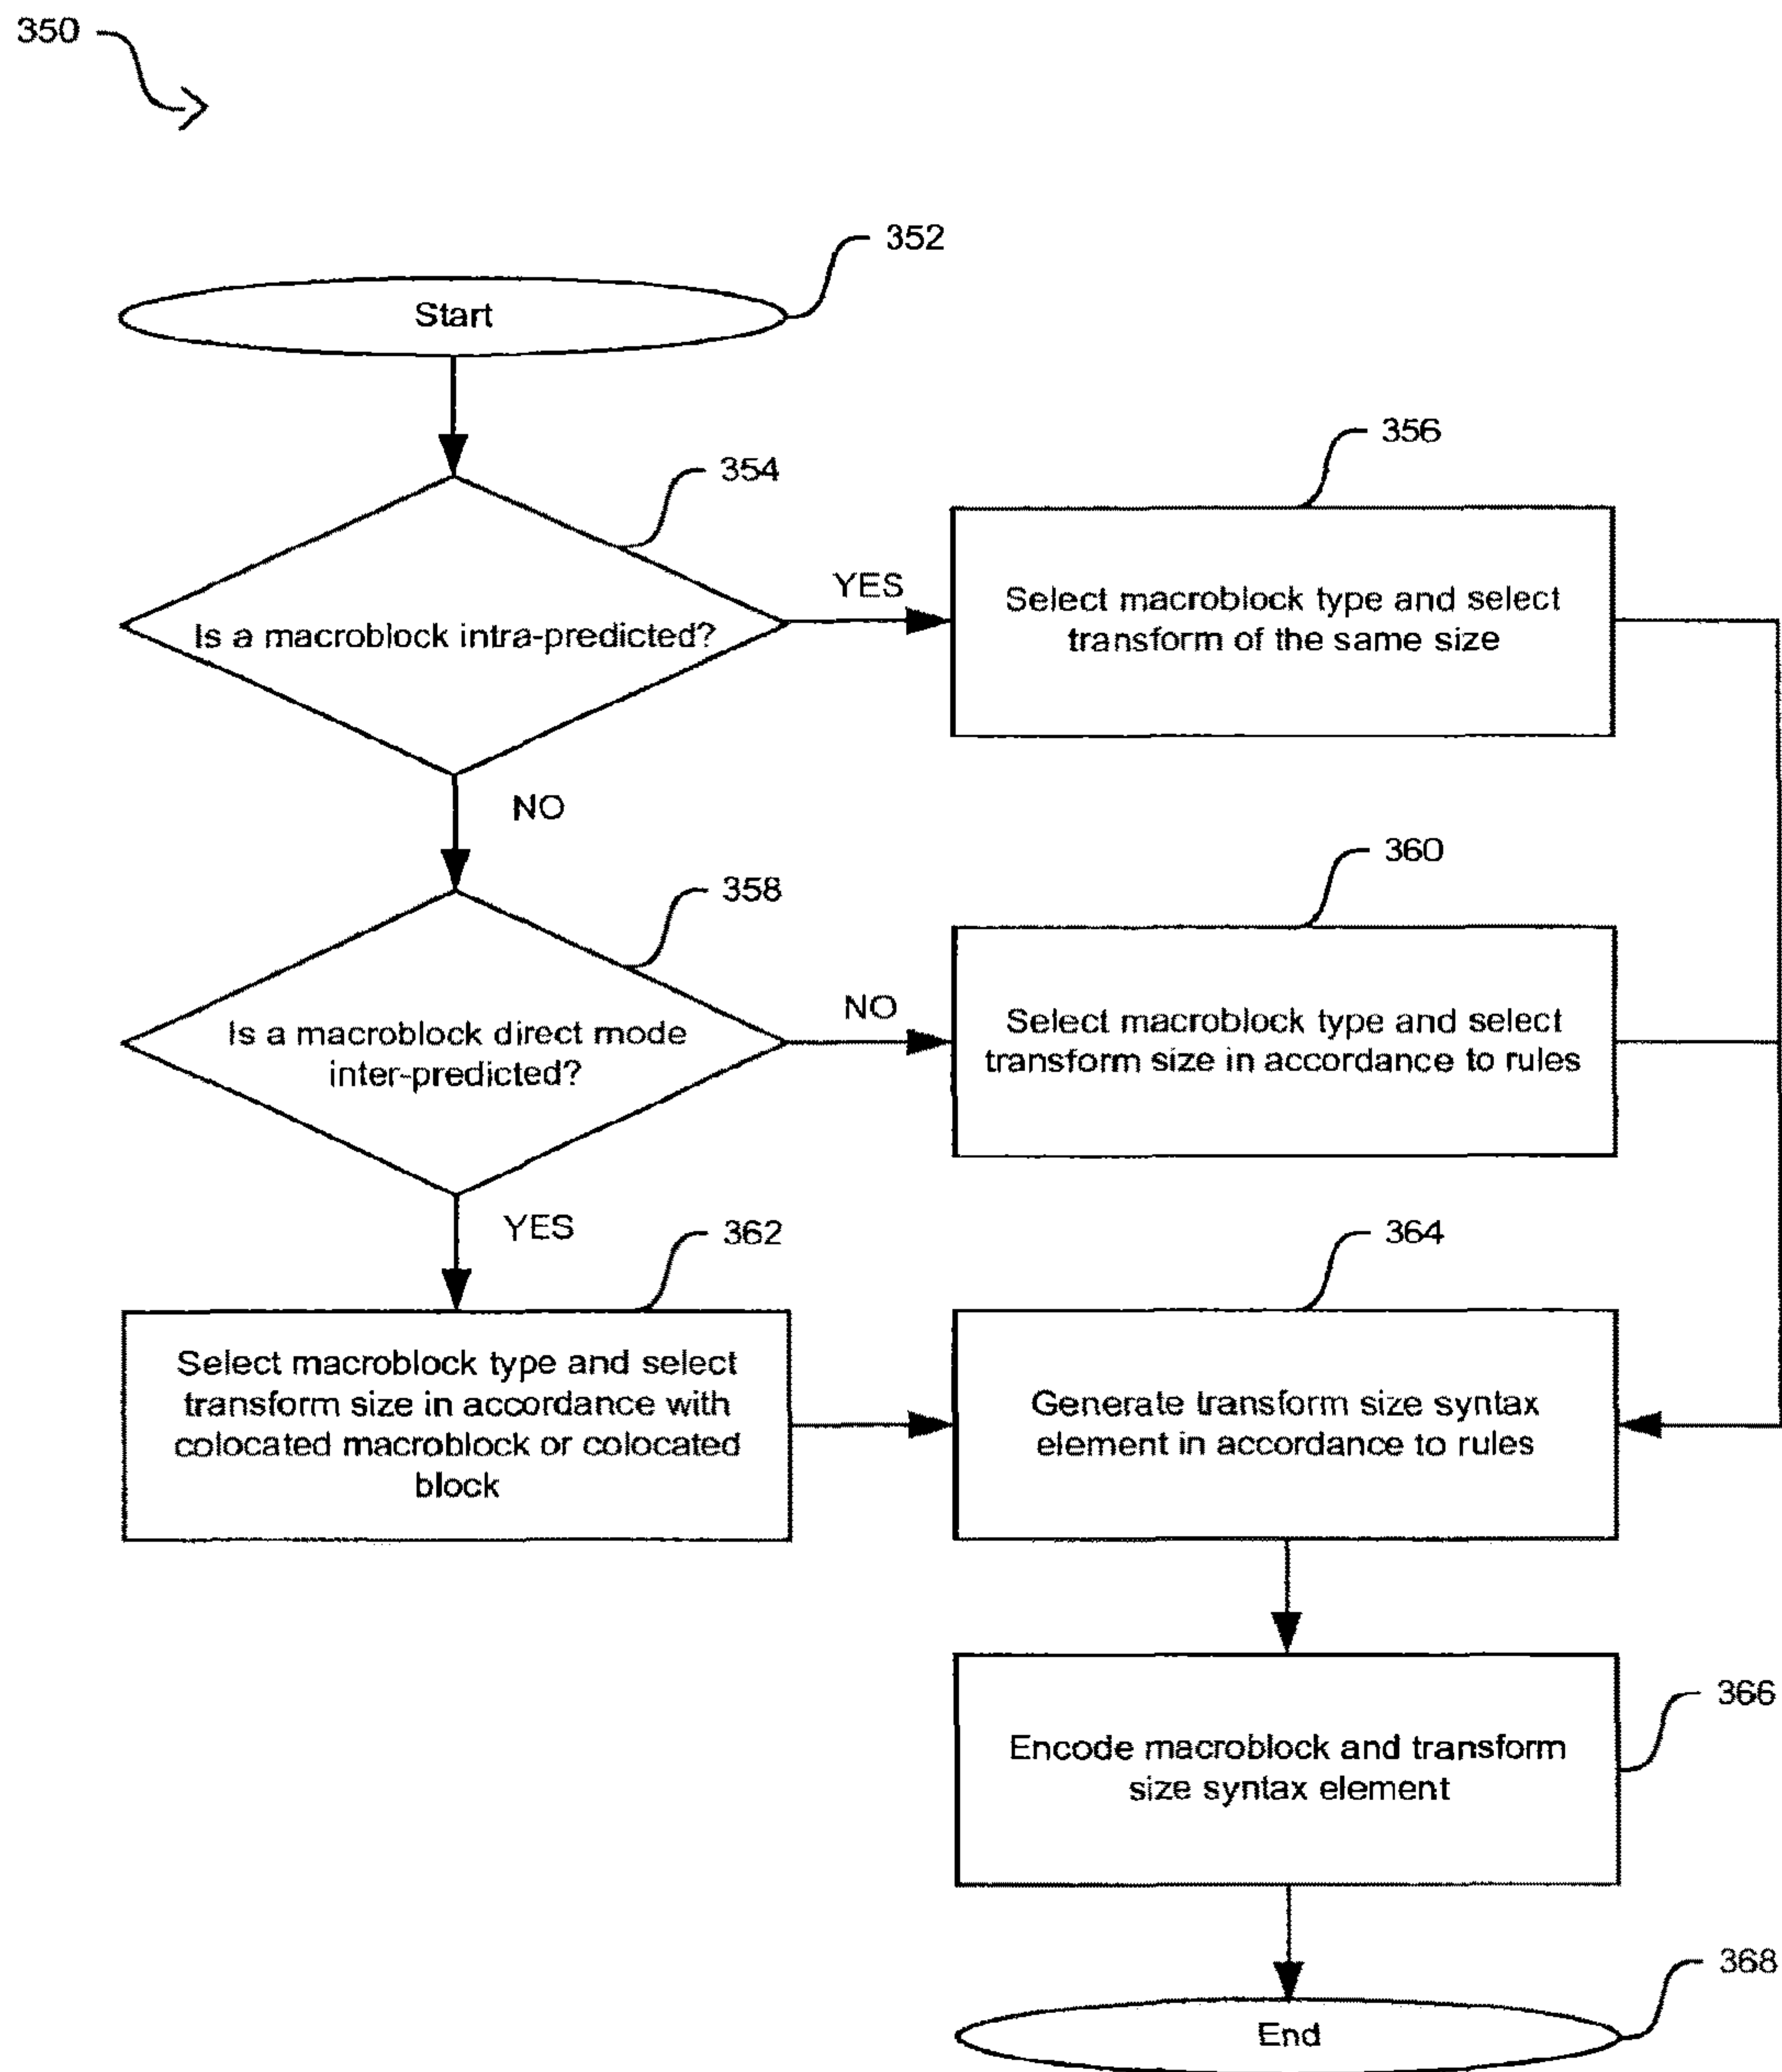 350
352
Start
354
Is a macroblock intra-predicted?
YES
356
Select macroblock type and select
transform of the same size
NO
358
Is a macroblock direct mode
inter-predicted?
NO
360
Select macroblock type and select
transform size in accordance to rules
YES
362
Select macroblock type and select
transform size in accordance with
colocated macroblock or colocated
block
364
Generate transform size syntax
element in accordance to rules
366
Encode macroblock and transform
size syntax element
368
End